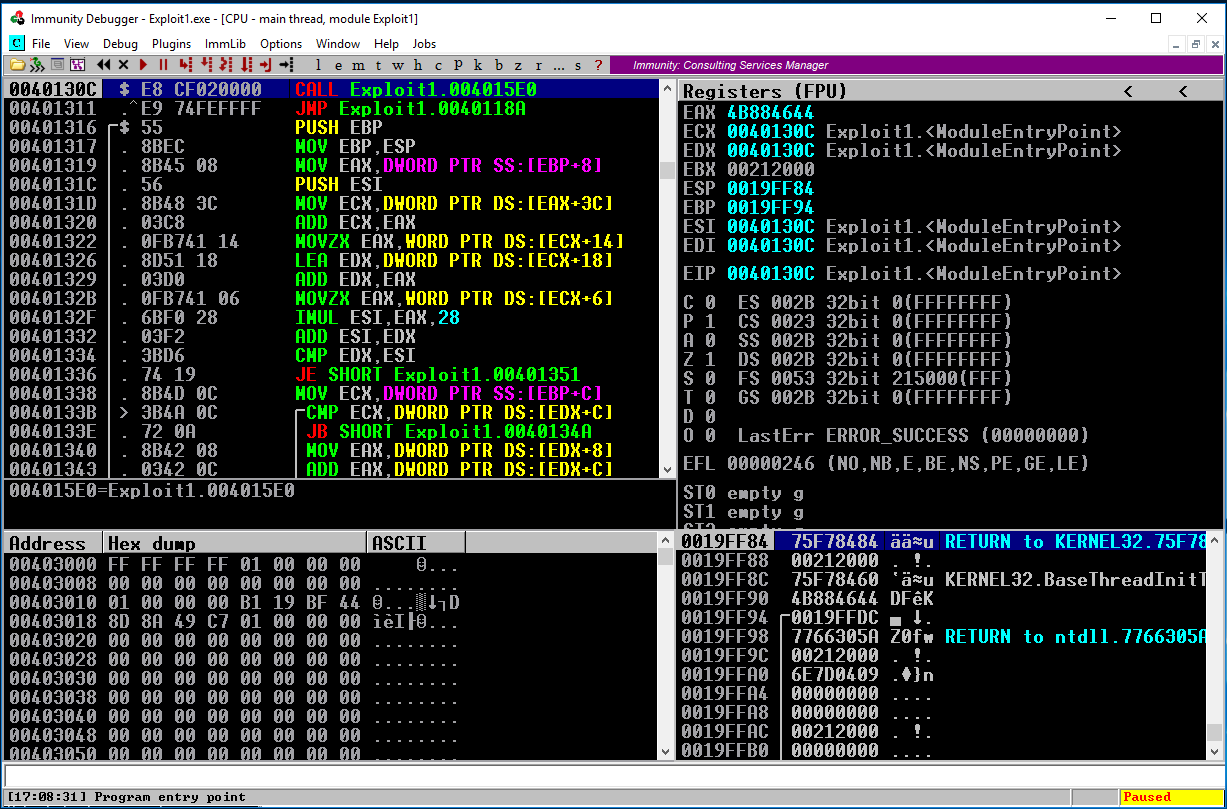 Immunity Debugger - Exploit1.exe - [CPU - main thread, module Exploit1]
C File View Debug Plugins ImmLib Options Window Help Jobs
l e m t w h c P k b z r ... s ? Immunity: Consulting Services Manager
0040130C $ E8 CF020000 CALL Exploit1.004015E0
00401311 .^E9 74FEFFFF JMP Exploit1.0040118A
00401316 $ 55 PUSH EBP
00401317 . 8BEC MOV EBP,ESP
00401319 . 8B45 08 MOV EAX,DWORD PTR SS:[EBP+8]
0040131C . 56 PUSH ESI
0040131D . 8B48 3C MOV ECX,DWORD PTR DS:[EAX+3C]
00401320 . 03C8 ADD ECX,EAX
00401322 . 0FB741 14 MOVZX EAX,WORD PTR DS:[ECX+14]
00401326 . 8D51 18 LEA EDX,DWORD PTR DS:[ECX+18]
00401329 . 03D0 ADD EDX,EAX
0040132B . 0FB741 06 MOVZX EAX,WORD PTR DS:[ECX+6]
0040132F . 6BF0 28 IMUL ESI,EAX,28
00401332 . 03F2 ADD ESI,EDX
00401334 . 3BD6 CMP EDX,ESI
00401336 . 74 19 JE SHORT Exploit1.00401351
00401338 . 8B4D 0C MOV ECX,DWORD PTR SS:[EBP+C]
0040133B > 3B4A 0C CMP ECX,DWORD PTR DS:[EDX+C]
0040133E . 72 0A JB SHORT Exploit1.0040134A
00401340 . 8B42 08 MOV EAX,DWORD PTR DS:[EDX+8]
00401343 . 0342 0C ADD EAX,DWORD PTR DS:[EDX+C]
004015E0=Exploit1.004015E0
Registers (FPU) < <
EAX 4B884644
ECX 0040130C Exploit1.<ModuleEntryPoint>
EDX 0040130C Exploit1.<ModuleEntryPoint>
EBX 00212000
ESP 0019FF84
EBP 0019FF94
ESI 0040130C Exploit1.<ModuleEntryPoint>
EDI 0040130C Exploit1.<ModuleEntryPoint>
EIP 0040130C Exploit1.<ModuleEntryPoint>
C 0 ES 002B 32bit 0(FFFFFFFF)
P 1 CS 0023 32bit 0(FFFFFFFF)
A 0 SS 002B 32bit 0(FFFFFFFF)
Z 1 DS 002B 32bit 0(FFFFFFFF)
S 0 FS 0053 32bit 215000(FFF)
T 0 GS 002B 32bit 0(FFFFFFFF)
D 0
O 0 LastErr ERROR_SUCCESS (00000000)
EFL 00000246 (NO,NB,E,BE,NS,PE,GE,LE)
ST0 empty g
ST1 empty g
Address Hex dump ASCII
00403000 FF FF FF FF 01 00 00 00     ☺...
00403008 00 00 00 00 00 00 00 00 ........
00403010 01 00 00 00 B1 19 BF 44 ☺...▒↓┐D
00403018 8D 8A 49 C7 01 00 00 00 ìèI╟☺...
00403020 00 00 00 00 00 00 00 00 ........
00403028 00 00 00 00 00 00 00 00 ........
00403030 00 00 00 00 00 00 00 00 ........
00403038 00 00 00 00 00 00 00 00 ........
00403040 00 00 00 00 00 00 00 00 ........
00403048 00 00 00 00 00 00 00 00 ........
00403050 00 00 00 00 00 00 00 00 ........
0019FF84 75F78484 ää≈u RETURN to KERNEL32.75F78
0019FF88 00212000 . !.
0019FF8C 75F78460 `ä≈u KERNEL32.BaseThreadInitT
0019FF90 4B884644 DFêK
0019FF94 0019FFDC ▄ ↓.
0019FF98 7766305A Z0fw RETURN to ntdll.7766305A
0019FF9C 00212000 . !.
0019FFA0 6E7D0409 .♦}n
0019FFA4 00000000 ....
0019FFA8 00000000 ....
0019FFAC 00212000 . !.
0019FFB0 00000000 ....
[17:08:31] Program entry point
Paused